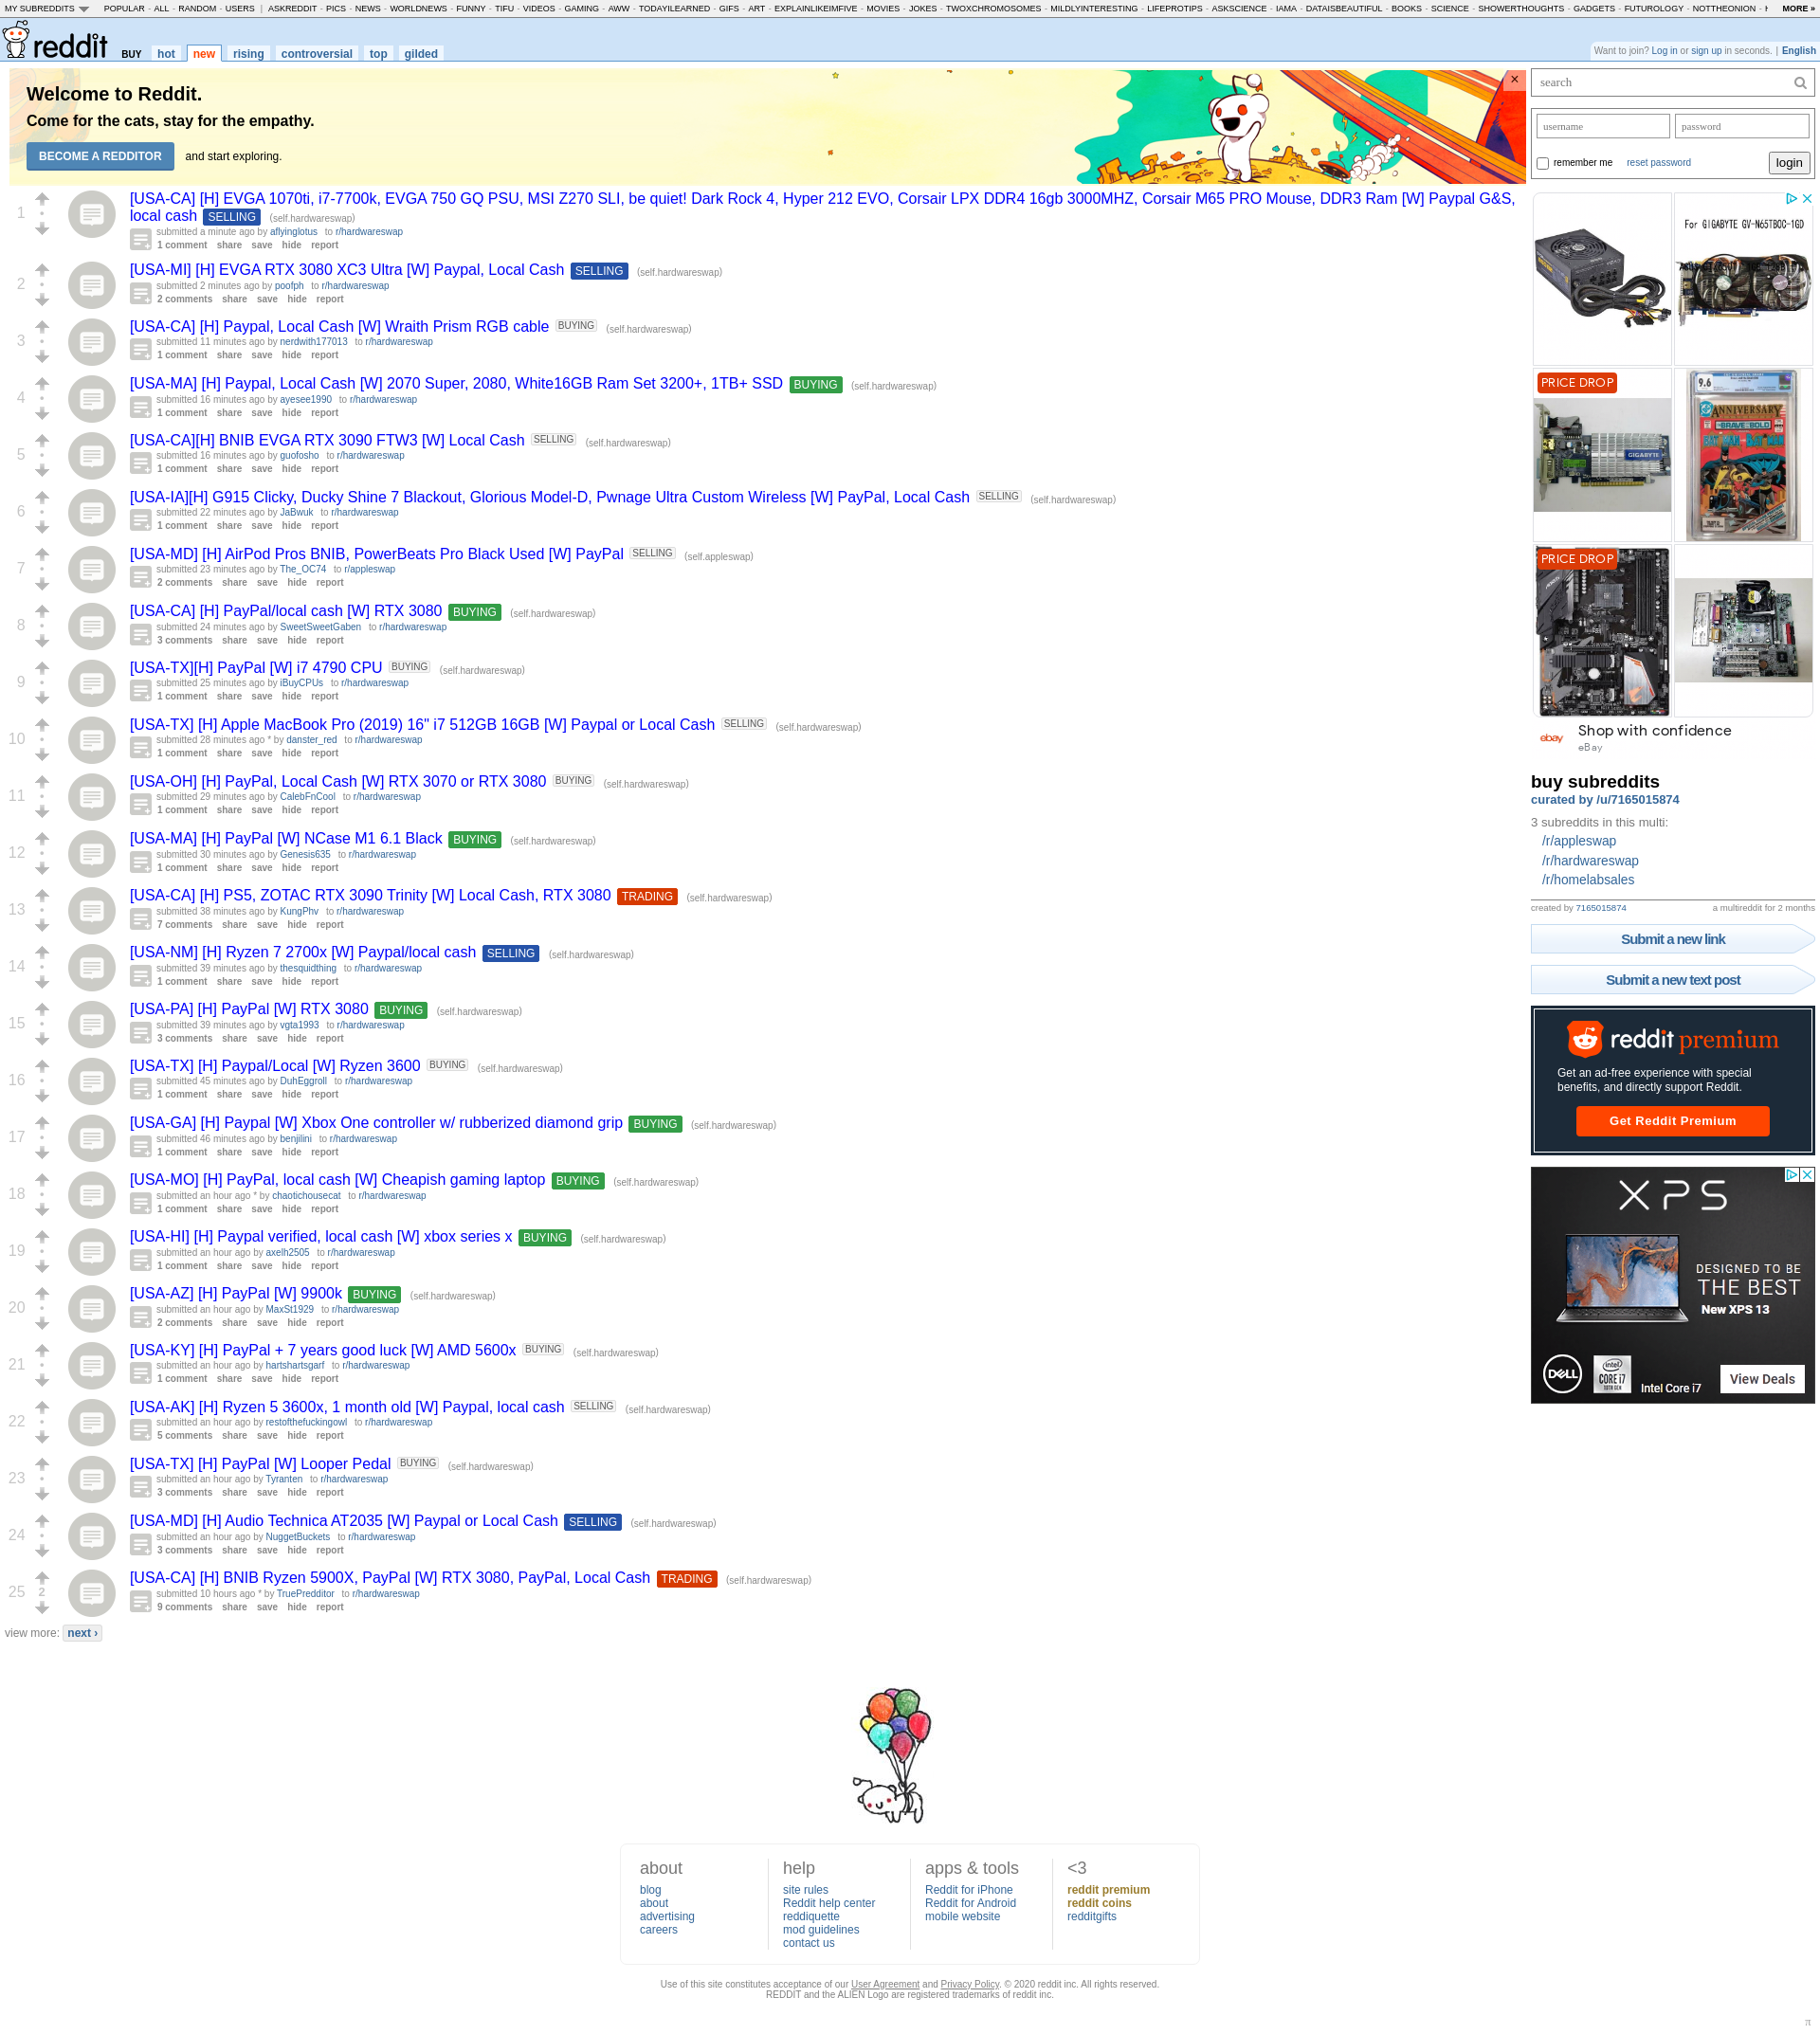 MY SUBREDDITS POPULAR - ALL - RANDOM - USERS | ASKREDDIT - PICS - NEWS - WORLDNEWS - FUNNY - TIFU - VIDEOS - GAMING - AWW - TODAYILEARNED - GIFS - ART - EXPLAINLIKEIMFIVE - MOVIES - JOKES - TWOXCHROMOSOMES - MILDLYINTERESTING - LIFEPROTIPS - ASKSCIENCE - IAMA - DATAISBEAUTIFUL - BOOKS - SCIENCE - SHOWERTHOUGHTS - GADGETS - FUTUROLOGY - NOTTHEONION - MORE »
reddit BUY hot new rising controversial top gilded
Want to join? Log in or sign up in seconds. | English
Welcome to Reddit.
Come for the cats, stay for the empathy.
BECOME A REDDITOR and start exploring.
×
1
[USA-CA] [H] EVGA 1070ti, i7-7700k, EVGA 750 GQ PSU, MSI Z270 SLI, be quiet! Dark Rock 4, Hyper 212 EVO, Corsair LPX DDR4 16gb 3000MHZ, Corsair M65 PRO Mouse, DDR3 Ram [W] Paypal G&S,
local cash SELLING (self.hardwareswap)
submitted a minute ago by aflyinglotus to r/hardwareswap
1 comment share save hide report
2
[USA-MI] [H] EVGA RTX 3080 XC3 Ultra [W] Paypal, Local Cash SELLING (self.hardwareswap)
submitted 2 minutes ago by poofph to r/hardwareswap
2 comments share save hide report
3
[USA-CA] [H] Paypal, Local Cash [W] Wraith Prism RGB cable BUYING (self.hardwareswap)
submitted 11 minutes ago by nerdwith177013 to r/hardwareswap
1 comment share save hide report
4
[USA-MA] [H] Paypal, Local Cash [W] 2070 Super, 2080, White16GB Ram Set 3200+, 1TB+ SSD BUYING (self.hardwareswap)
submitted 16 minutes ago by ayesee1990 to r/hardwareswap
1 comment share save hide report
5
[USA-CA][H] BNIB EVGA RTX 3090 FTW3 [W] Local Cash SELLING (self.hardwareswap)
submitted 16 minutes ago by guofosho to r/hardwareswap
1 comment share save hide report
6
[USA-IA][H] G915 Clicky, Ducky Shine 7 Blackout, Glorious Model-D, Pwnage Ultra Custom Wireless [W] PayPal, Local Cash SELLING (self.hardwareswap)
submitted 22 minutes ago by JaBwuk to r/hardwareswap
1 comment share save hide report
7
[USA-MD] [H] AirPod Pros BNIB, PowerBeats Pro Black Used [W] PayPal SELLING (self.appleswap)
submitted 23 minutes ago by The_OC74 to r/appleswap
2 comments share save hide report
8
[USA-CA] [H] PayPal/local cash [W] RTX 3080 BUYING (self.hardwareswap)
submitted 24 minutes ago by SweetSweetGaben to r/hardwareswap
3 comments share save hide report
9
[USA-TX][H] PayPal [W] i7 4790 CPU BUYING (self.hardwareswap)
submitted 25 minutes ago by iBuyCPUs to r/hardwareswap
1 comment share save hide report
10
[USA-TX] [H] Apple MacBook Pro (2019) 16" i7 512GB 16GB [W] Paypal or Local Cash SELLING (self.hardwareswap)
submitted 28 minutes ago * by danster_red to r/hardwareswap
1 comment share save hide report
11
[USA-OH] [H] PayPal, Local Cash [W] RTX 3070 or RTX 3080 BUYING (self.hardwareswap)
submitted 29 minutes ago by CalebFnCool to r/hardwareswap
1 comment share save hide report
12
[USA-MA] [H] PayPal [W] NCase M1 6.1 Black BUYING (self.hardwareswap)
submitted 30 minutes ago by Genesis635 to r/hardwareswap
1 comment share save hide report
13
[USA-CA] [H] PS5, ZOTAC RTX 3090 Trinity [W] Local Cash, RTX 3080 TRADING (self.hardwareswap)
submitted 38 minutes ago by KungPhv to r/hardwareswap
7 comments share save hide report
14
[USA-NM] [H] Ryzen 7 2700x [W] Paypal/local cash SELLING (self.hardwareswap)
submitted 39 minutes ago by thesquidthing to r/hardwareswap
1 comment share save hide report
15
[USA-PA] [H] PayPal [W] RTX 3080 BUYING (self.hardwareswap)
submitted 39 minutes ago by vgta1993 to r/hardwareswap
3 comments share save hide report
16
[USA-TX] [H] Paypal/Local [W] Ryzen 3600 BUYING (self.hardwareswap)
submitted 45 minutes ago by DuhEggroll to r/hardwareswap
1 comment share save hide report
17
[USA-GA] [H] Paypal [W] Xbox One controller w/ rubberized diamond grip BUYING (self.hardwareswap)
submitted 46 minutes ago by benjilini to r/hardwareswap
1 comment share save hide report
18
[USA-MO] [H] PayPal, local cash [W] Cheapish gaming laptop BUYING (self.hardwareswap)
submitted an hour ago * by chaotichousecat to r/hardwareswap
1 comment share save hide report
19
[USA-HI] [H] Paypal verified, local cash [W] xbox series x BUYING (self.hardwareswap)
submitted an hour ago by axelh2505 to r/hardwareswap
1 comment share save hide report
20
[USA-AZ] [H] PayPal [W] 9900k BUYING (self.hardwareswap)
submitted an hour ago by MaxSt1929 to r/hardwareswap
2 comments share save hide report
21
[USA-KY] [H] PayPal + 7 years good luck [W] AMD 5600x BUYING (self.hardwareswap)
submitted an hour ago by hartshartsgarf to r/hardwareswap
1 comment share save hide report
22
[USA-AK] [H] Ryzen 5 3600x, 1 month old [W] Paypal, local cash SELLING (self.hardwareswap)
submitted an hour ago by restofthefuckingowl to r/hardwareswap
5 comments share save hide report
23
[USA-TX] [H] PayPal [W] Looper Pedal BUYING (self.hardwareswap)
submitted an hour ago by Tyranten to r/hardwareswap
3 comments share save hide report
24
[USA-MD] [H] Audio Technica AT2035 [W] Paypal or Local Cash SELLING (self.hardwareswap)
submitted an hour ago by NuggetBuckets to r/hardwareswap
3 comments share save hide report
25 2
[USA-CA] [H] BNIB Ryzen 5900X, PayPal [W] RTX 3080, PayPal, Local Cash TRADING (self.hardwareswap)
submitted 10 hours ago * by TruePredditor to r/hardwareswap
9 comments share save hide report
view more: next ›
search
username password
remember me reset password login
For GIGABYTE GV-N65TBOC-1GD
PRICE DROP
GIGABYTE
9.6
ANNIVERSARY
PRICE DROP
ebay
Shop with confidence
eBay
buy subreddits
curated by /u/7165015874
3 subreddits in this multi:
/r/appleswap
/r/hardwareswap
/r/homelabsales
created by 7165015874 a multireddit for 2 months
Submit a new link
Submit a new text post
reddit premium
Get an ad-free experience with special
benefits, and directly support Reddit.
Get Reddit Premium
XPS
DESIGNED TO BE
THE BEST
New XPS 13
DELL
intel
CORE i7
10TH GEN
Intel Core i7
View Deals
about
blog
about
advertising
careers
help
site rules
Reddit help center
reddiquette
mod guidelines
contact us
apps & tools
Reddit for iPhone
Reddit for Android
mobile website
<3
reddit premium
reddit coins
redditgifts
Use of this site constitutes acceptance of our User Agreement and Privacy Policy. © 2020 reddit inc. All rights reserved.
REDDIT and the ALIEN Logo are registered trademarks of reddit inc.
π